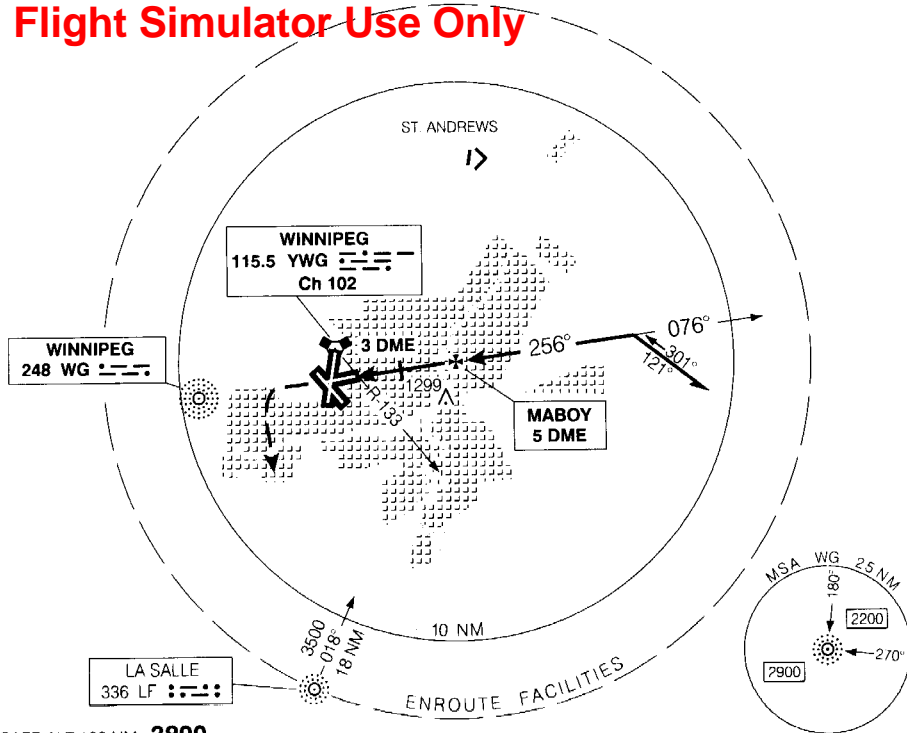 Flight Simulator Use Only
ST. ANDREWS
WINNIPEG
115.5 YWG
Ch 102
WINNIPEG
248 WG
3 DME
256°
076°
301°
121°
1299
R-133
MABOY
5 DME
3500
018°
18 NM
10 NM
LA SALLE
336 LF
ENROUTE FACILITIES
MSA WG 25 NM
180°
2200
270°
2900